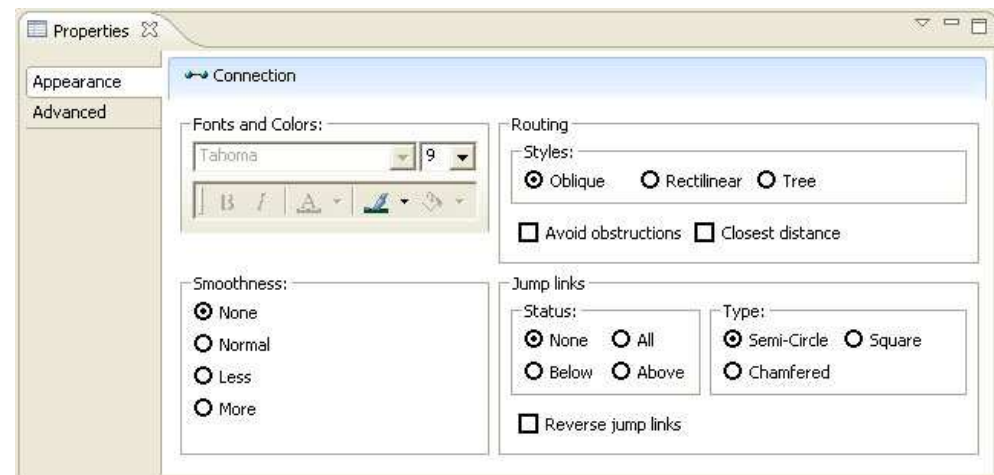 Properties
Appearance
Advanced
Connection
Fonts and Colors:
Tahoma 9
B I A
Routing
Styles:
Oblique Rectilinear Tree
Avoid obstructions Closest distance
Smoothness:
None
Normal
Less
More
Jump links
Status:
None All
Below Above
Type:
Semi-Circle Square
Chamfered
Reverse jump links